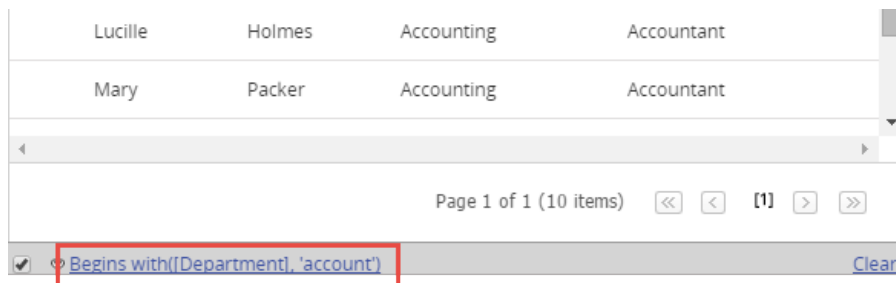 Lucille Holmes Accounting Accountant
Mary Packer Accounting Accountant
Page 1 of 1 (10 items) [1]
Begins with([Department], 'account') Clear